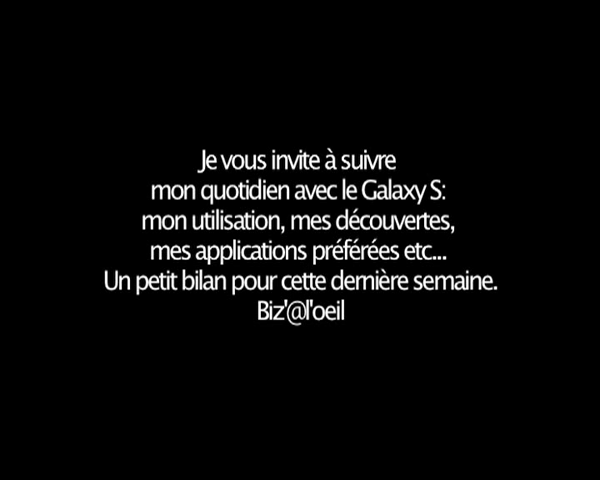 Je vous invite à suivre
mon quotidien avec le Galaxy S:
mon utilisation, mes découvertes,
mes applications préférées etc...
Un petit bilan pour cette dernière semaine.
Biz'@l'oeil